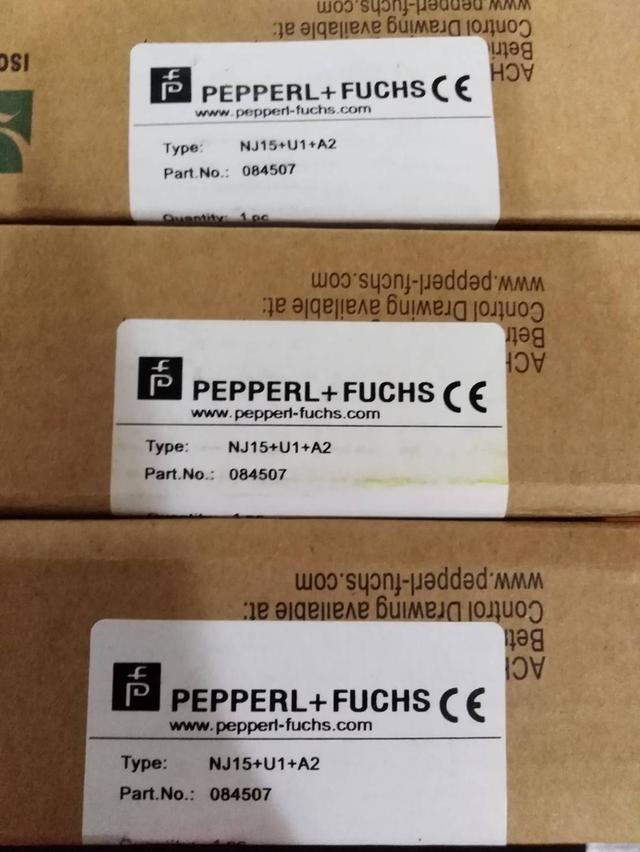 www.pepperl-fuchs.com
Control Drawing available at:
Betri
ACH
ISO
PEPPERL+FUCHS CE
www.pepperl-fuchs.com
Type: NJ15+U1+A2
Part.No.: 084507
Quantity: 1 pc
www.pepperl-fuchs.com
Control Drawing available at:
Betr
ACH
PEPPERL+FUCHS CE
www.pepperl-fuchs.com
Type: NJ15+U1+A2
Part.No.: 084507
www.pepperl-fuchs.com
Control Drawing available at:
Betri
ACH
PEPPERL+FUCHS CE
www.pepperl-fuchs.com
Type: NJ15+U1+A2
Part.No.: 084507